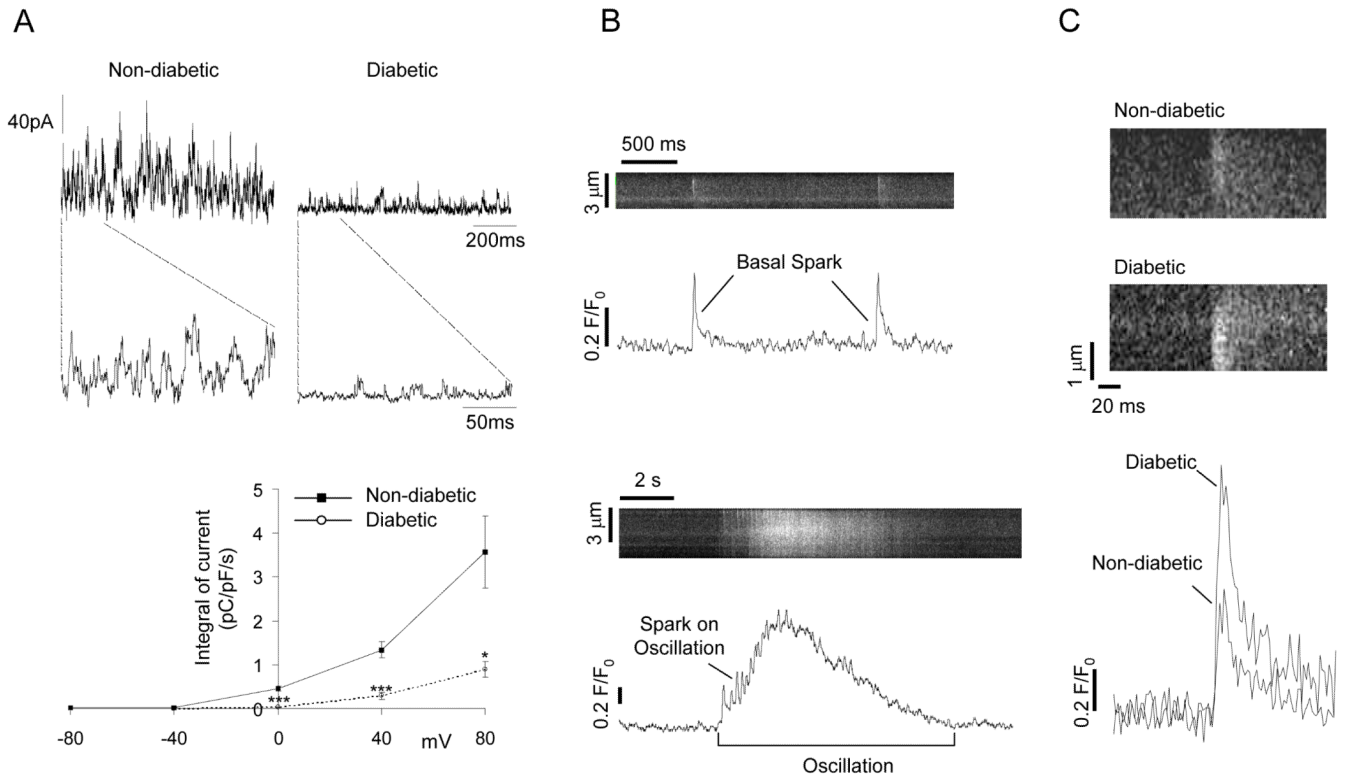 A
Non-diabetic
Diabetic
40pA
200ms
50ms
5
4
3
2
1
0
Integral of current
(pC/pF/s)
Non-diabetic
Diabetic
***
***
*
-80
-40
0
40
mV
80
B
500 ms
3 μm
Basal Spark
0.2 F/F0
2 s
3 μm
Spark on
Oscillation
0.2 F/F0
Oscillation
C
Non-diabetic
Diabetic
1 μm
20 ms
Diabetic
Non-diabetic
0.2 F/F0